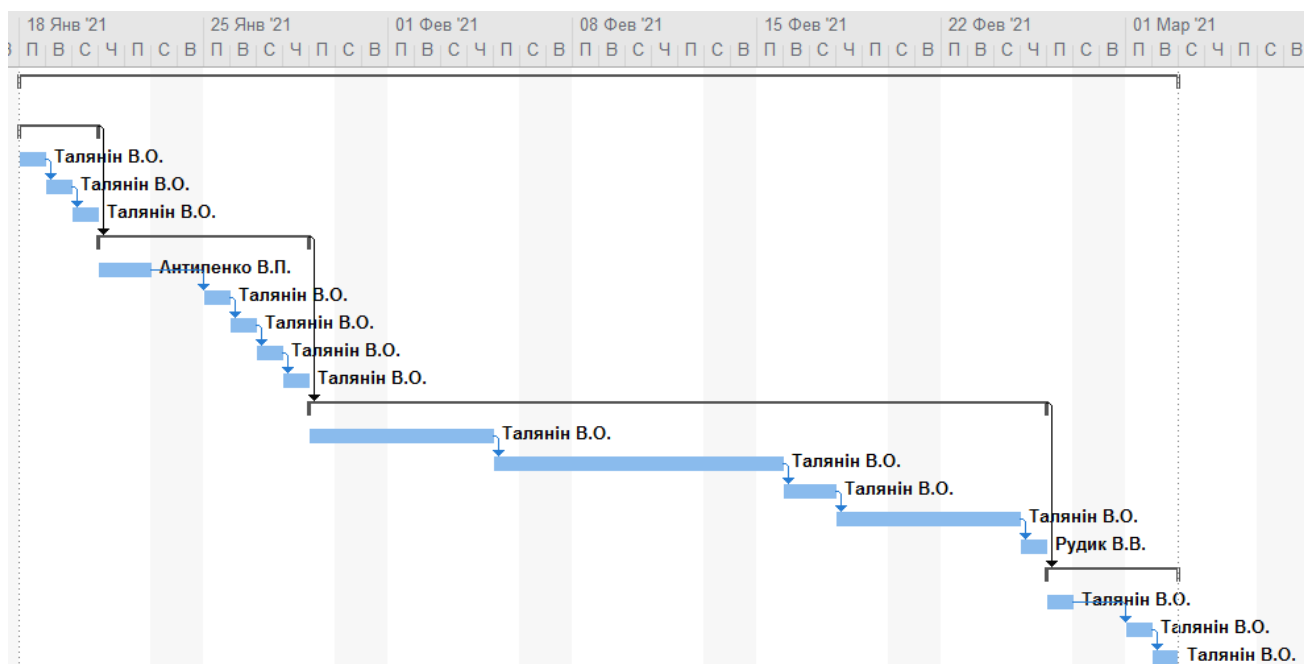 18 Янв '21 25 Янв '21 01 Фев '21 08 Фев '21 15 Фев '21 22 Фев '21 01 Мар '21
В П В С Ч П С В П В С Ч П С В П В С Ч П С В П В С Ч П С В П В С Ч П С В П В С Ч П С В П В С Ч П С В
Талянін В.О.
Талянін В.О.
Талянін В.О.
Антипенко В.П.
Талянін В.О.
Талянін В.О.
Талянін В.О.
Талянін В.О.
Талянін В.О.
Талянін В.О.
Талянін В.О.
Талянін В.О.
Рудик В.В.
Талянін В.О.
Талянін В.О.
Талянін В.О.